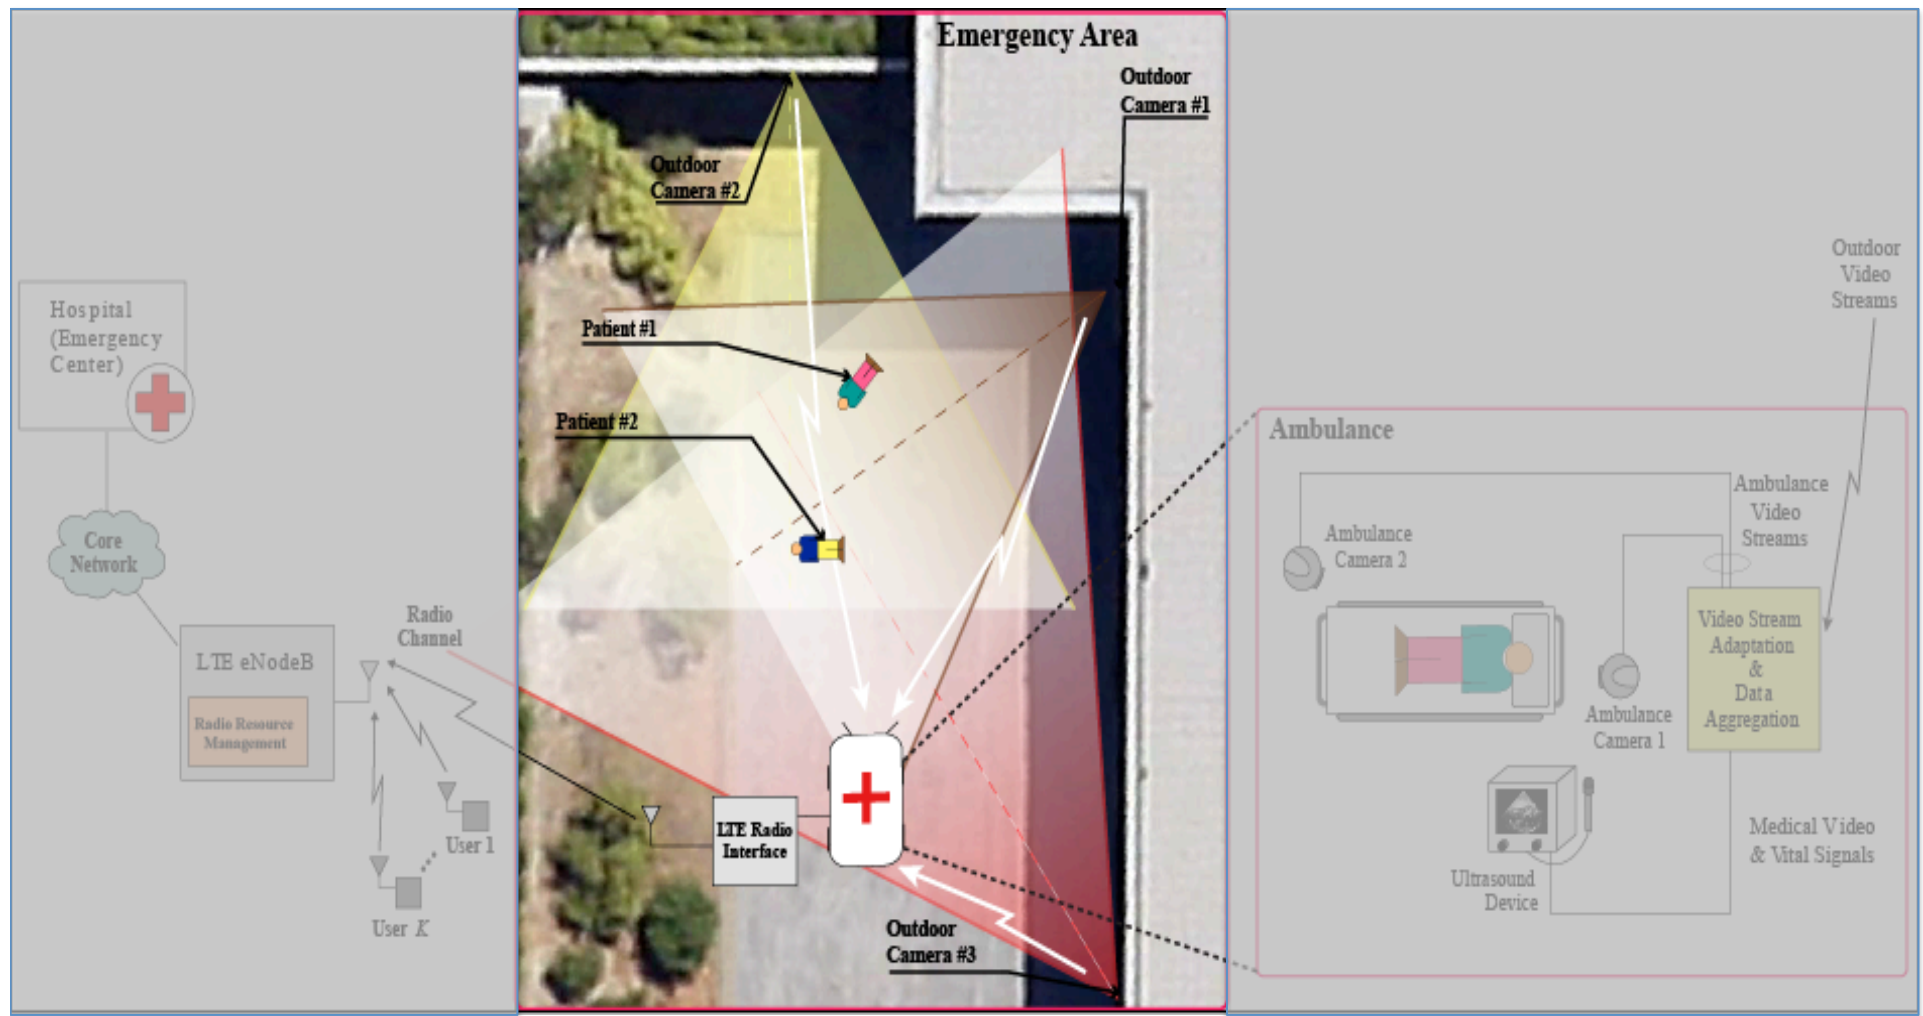 Emergency Area
Outdoor
Camera #1
Outdoor
Camera #2
Patient #1
Patient #2
LTE Radio
Interface
Outdoor
Camera #3
Hospital
(Emergency
Center)
Core
Network
Radio
Channel
LTE eNodeB
Radio Resource
Management
User 1
User K
Outdoor
Video
Streams
Ambulance
Ambulance
Video
Streams
Ambulance
Camera 2
Video Stream
Adaptation
&
Data
Aggregation
Ambulance
Camera 1
Medical Video
& Vital Signals
Ultrasound
Device